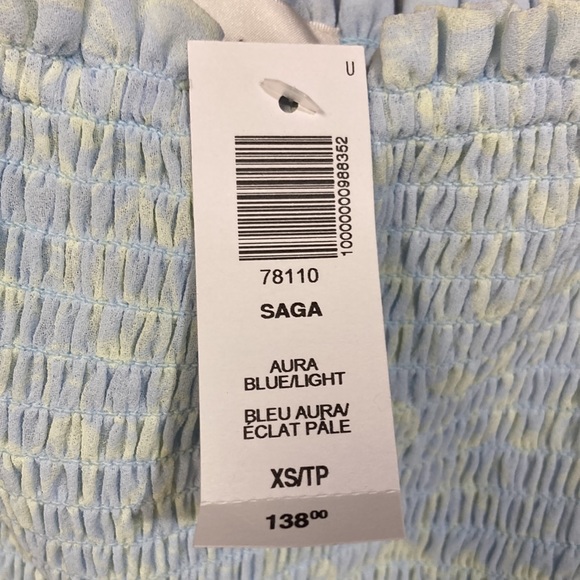 U
10000000988352
78110
SAGA
AURA
BLUE/LIGHT
BLEU AURA/
ÉCLAT PÂLE
XS/TP
138⁰⁰